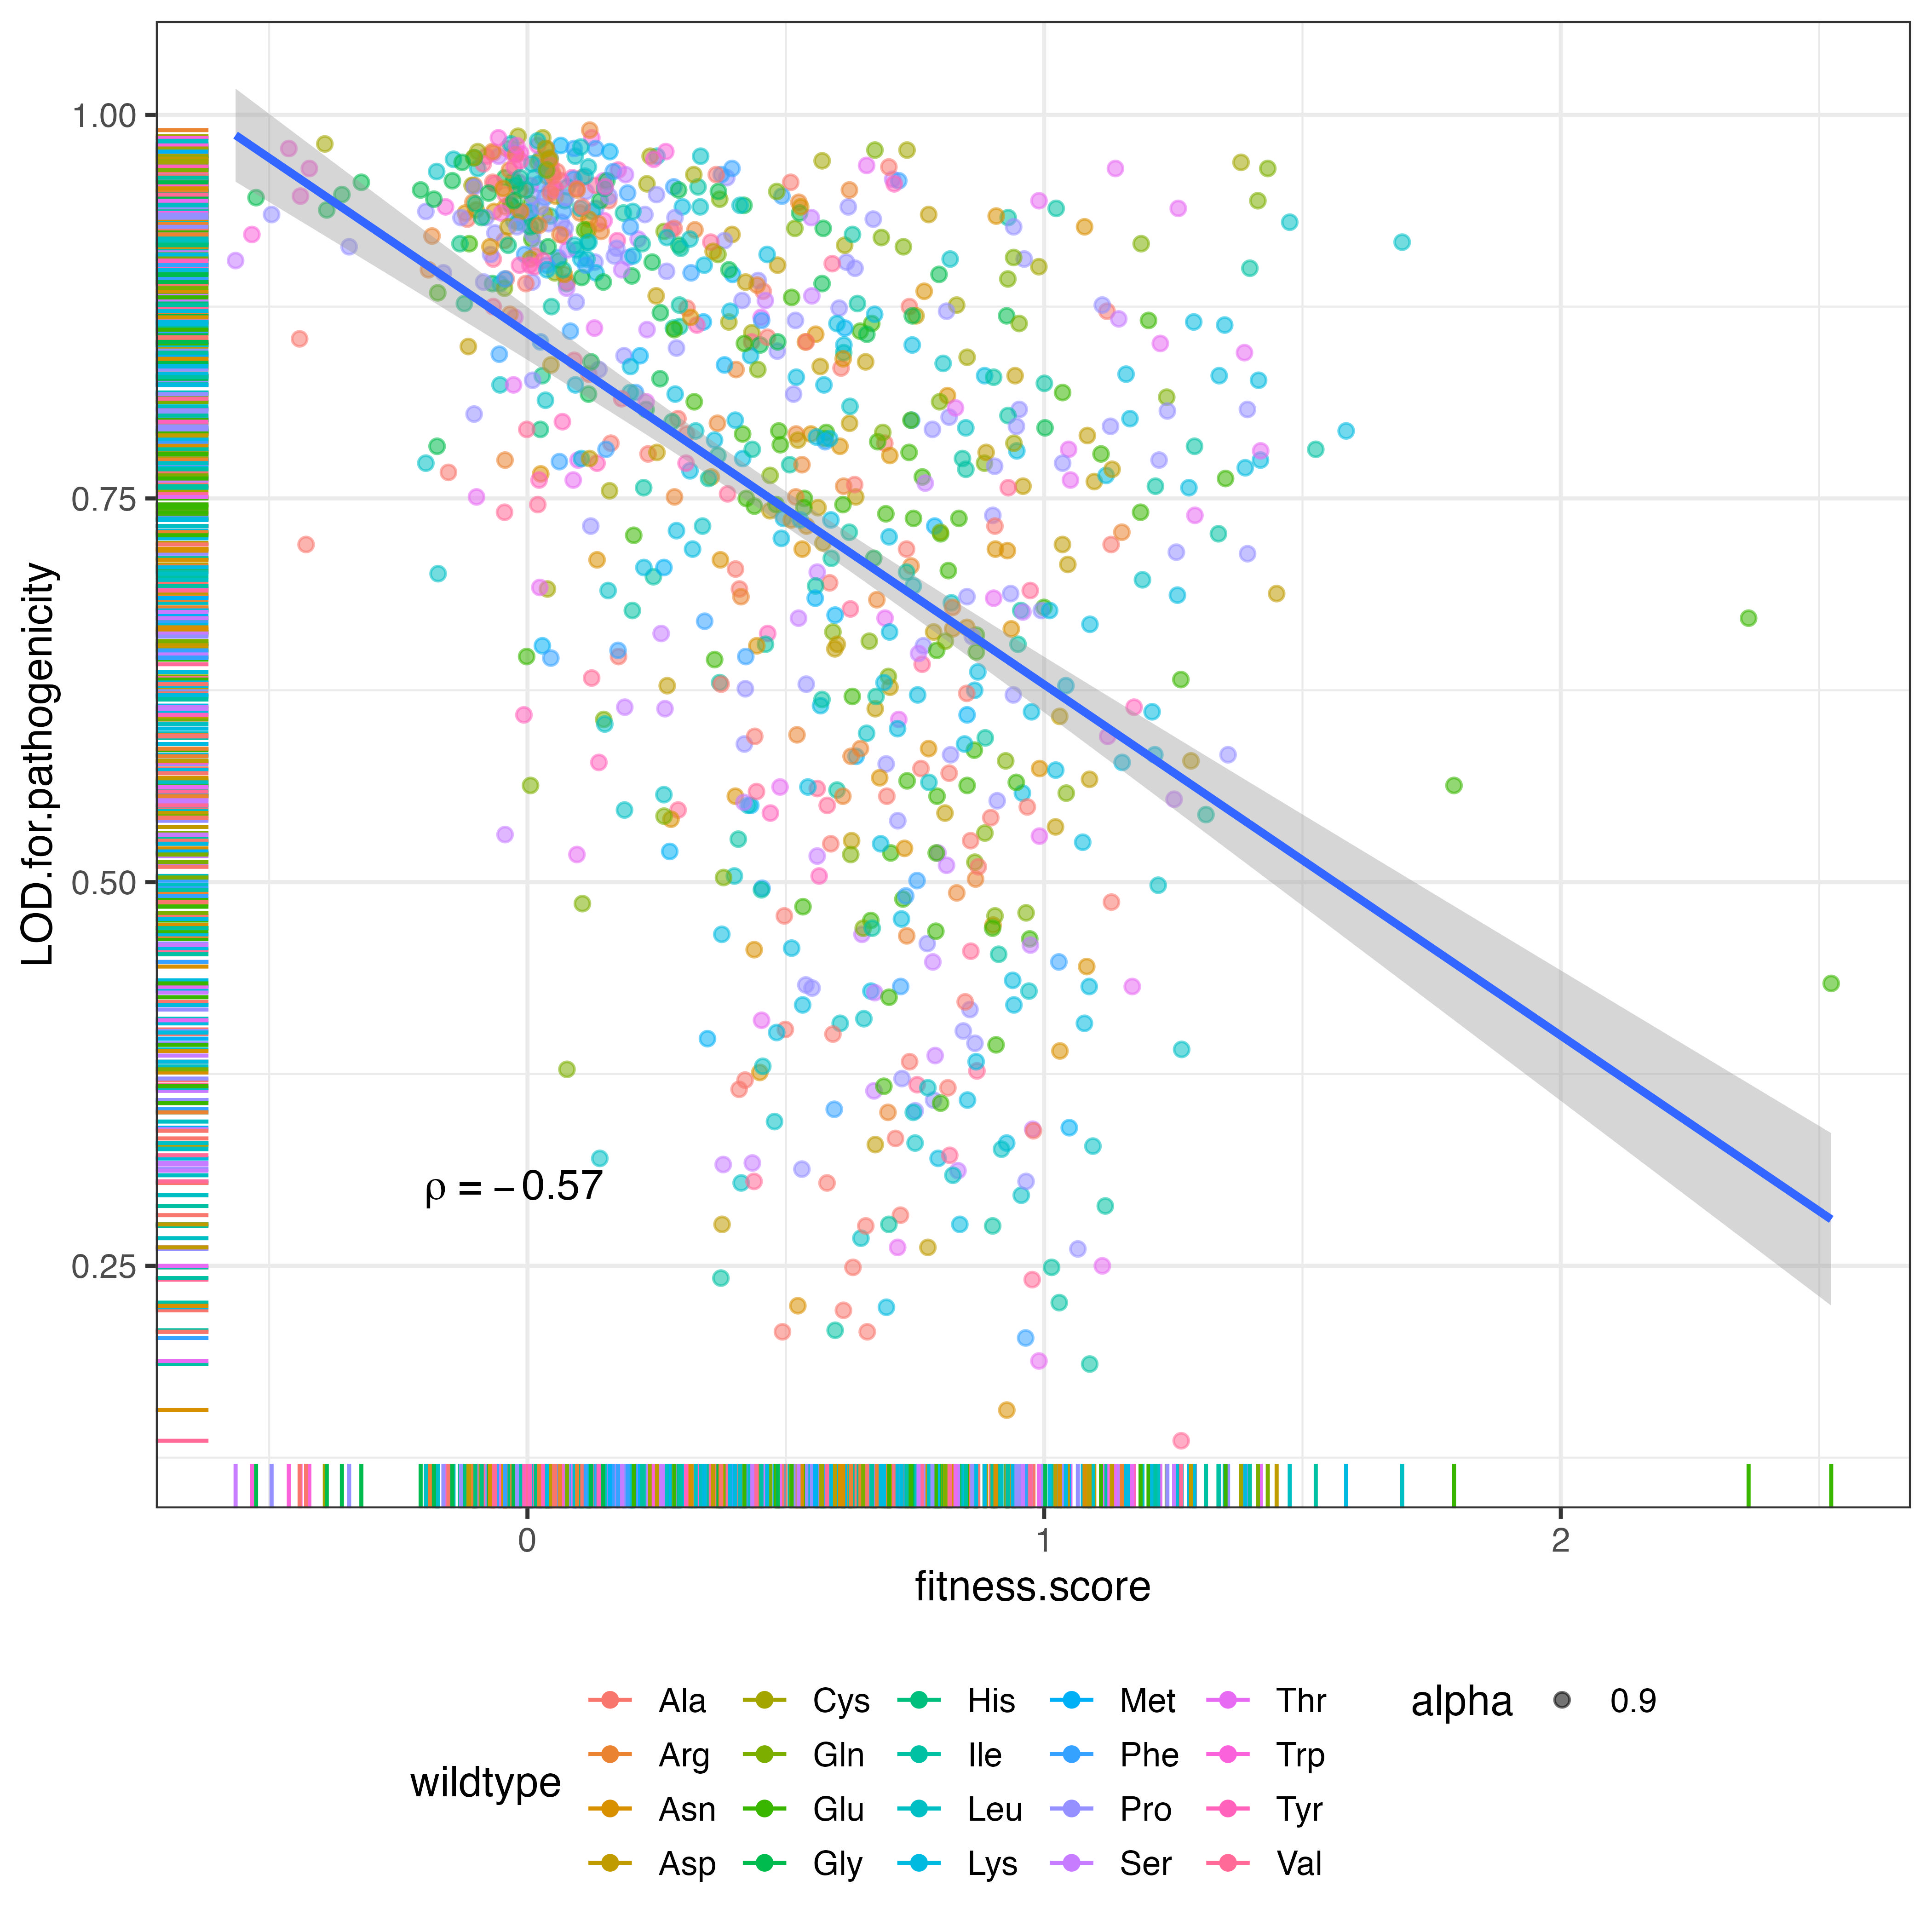 1.00
0.75
0.50
0.25
LOD.for.pathogenicity
ρ = −0.57
0 1 2
fitness.score
wildtype
Ala Cys His Met Thr
Arg Gln Ile Phe Trp
Asn Glu Leu Pro Tyr
Asp Gly Lys Ser Val
alpha 0.9